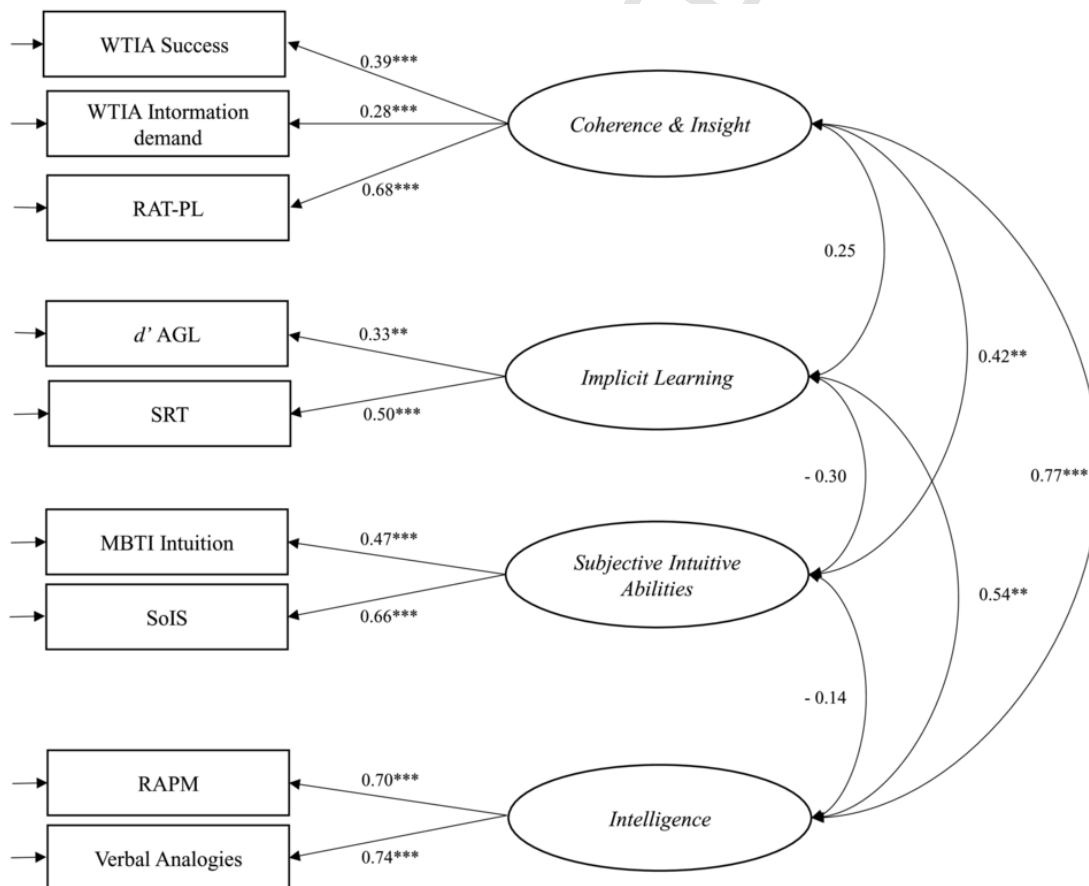 WTIA Success
0.39***
WTIA Intormation
demand
0.28***
Coherence & Insight
RAT-PL
0.68***
0.25
d' AGL
0.33**
Implicit Learning
0.42**
SRT
0.50***
- 0.30
0.77***
MBTI Intuition
0.47***
Subjective Intuitive
Abilities
SoIS
0.66***
0.54**
- 0.14
RAPM
0.70***
Intelligence
Verbal Analogies
0.74***